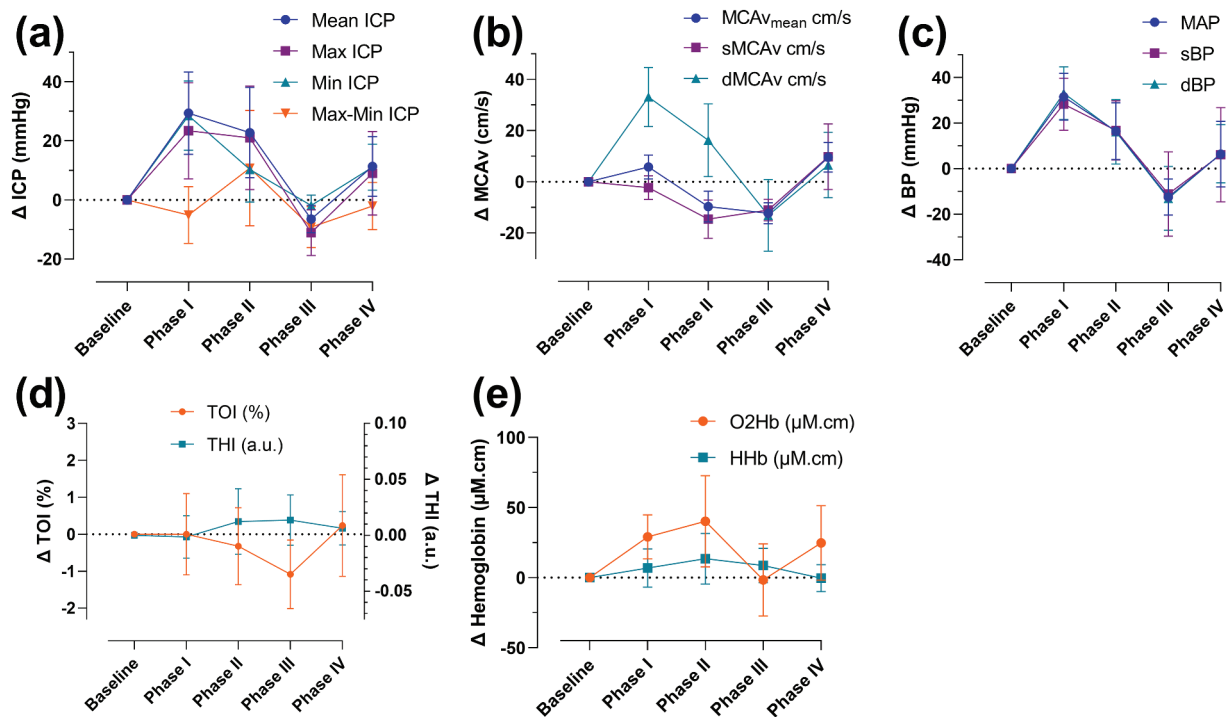 (a)
Mean ICP
Max ICP
Min ICP
Max-Min ICP
Δ ICP (mmHg)
60
40
20
0
-20
Baseline
Phase I
Phase II
Phase III
Phase IV
(b)
MCAvmean cm/s
sMCAv cm/s
dMCAv cm/s
Δ MCAv (cm/s)
60
40
20
0
-20
Baseline
Phase I
Phase II
Phase III
Phase IV
(c)
MAP
sBP
dBP
Δ BP (mmHg)
60
40
20
0
-20
-40
Baseline
Phase I
Phase II
Phase III
Phase IV
(d)
TOI (%)
THI (a.u.)
Δ TOI (%)
3
2
1
0
-1
-2
Δ THI (a.u.)
0.10
0.05
0.00
-0.05
Baseline
Phase I
Phase II
Phase III
Phase IV
(e)
O2Hb (µM.cm)
HHb (µM.cm)
Δ Hemoglobin (µM.cm)
100
50
0
-50
Baseline
Phase I
Phase II
Phase III
Phase IV